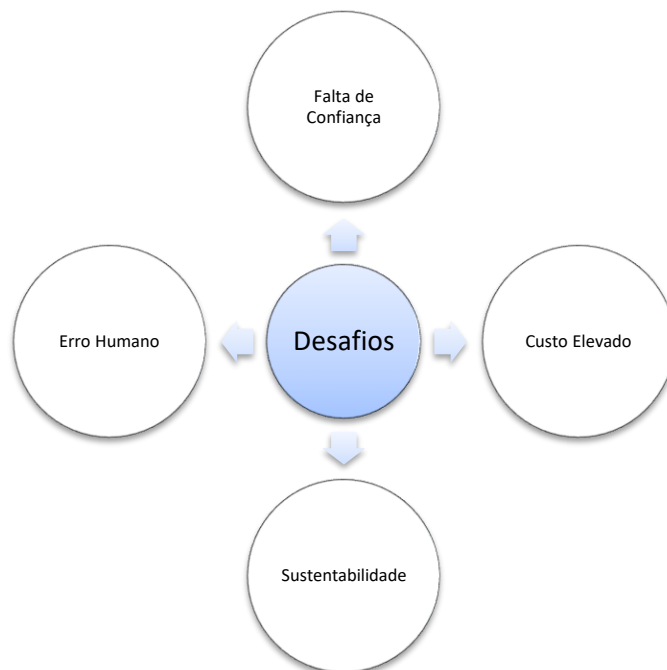 Falta de
Confiança
Erro Humano
Desafios
Custo Elevado
Sustentabilidade